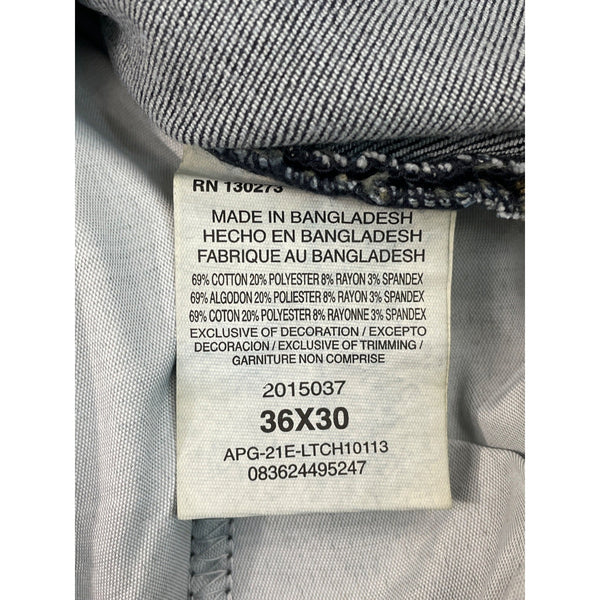 RN 130273
MADE IN BANGLADESH
HECHO EN BANGLADESH
FABRIQUE AU BANGLADESH
69% COTTON 20% POLYESTER 8% RAYON 3% SPANDEX
69% ALGODON 20% POLIESTER 8% RAYON 3% SPANDEX
69% COTON 20% POLYESTER 8% RAYONNE 3% SPANDEX
EXCLUSIVE OF DECORATION / EXCEPTO
DECORACION / EXCLUSIVE OF TRIMMING /
GARNITURE NON COMPRISE
2015037
36X30
APG-21E-LTCH10113
083624495247